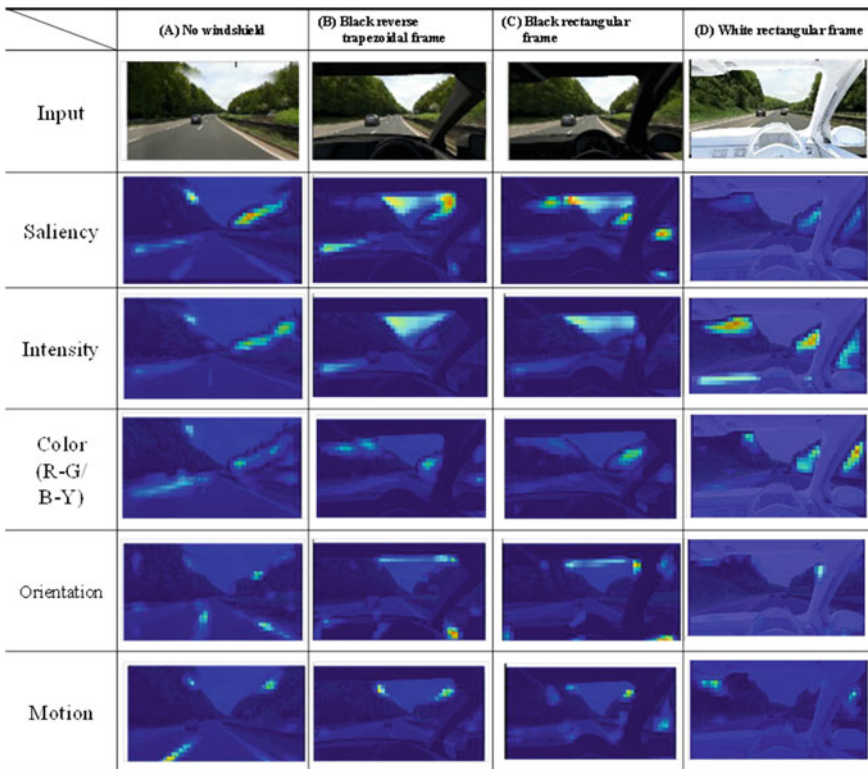 (A) No windshield
(B) Black reverse
trapezoidal frame
(C) Black rectangular
frame
(D) White rectangular frame
Input
Saliency
Intensity
Color
(R-G/
B-Y)
Orientation
Motion